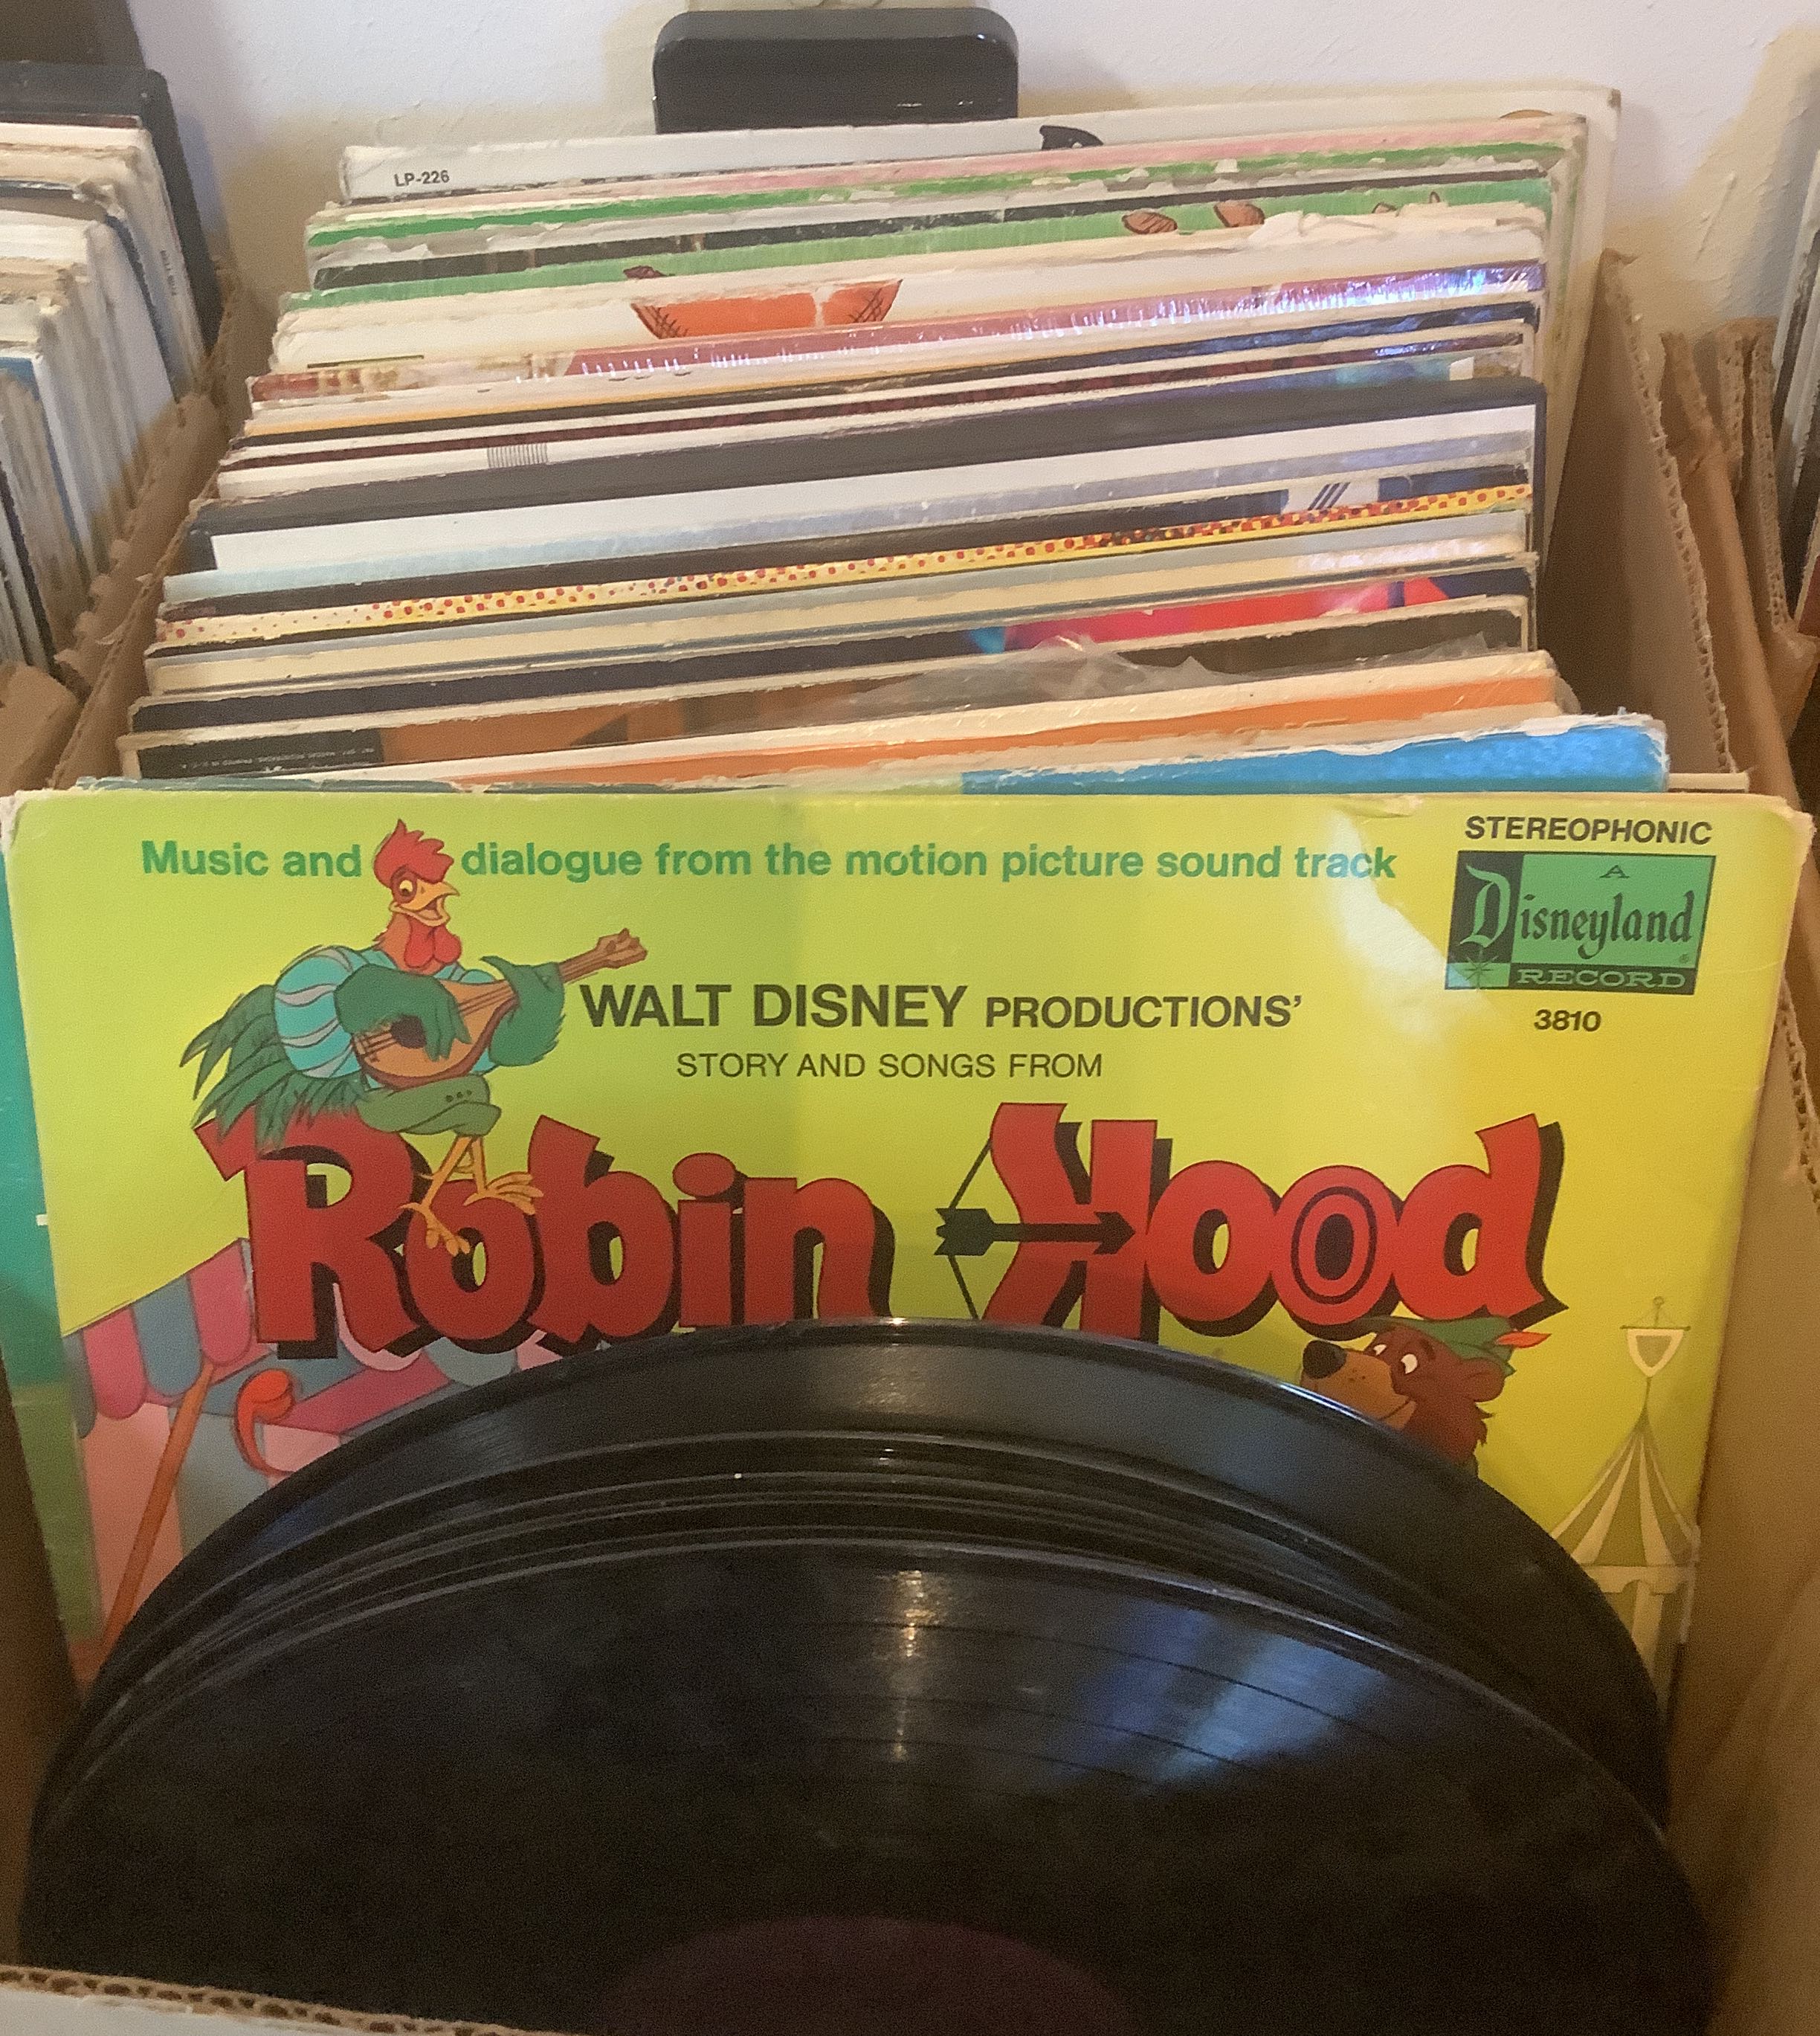 LP-226
Music and dialogue from the motion picture sound track
STEREOPHONIC
A
Disneyland
RECORD
3810
WALT DISNEY PRODUCTIONS’
STORY AND SONGS FROM
Robin Hood